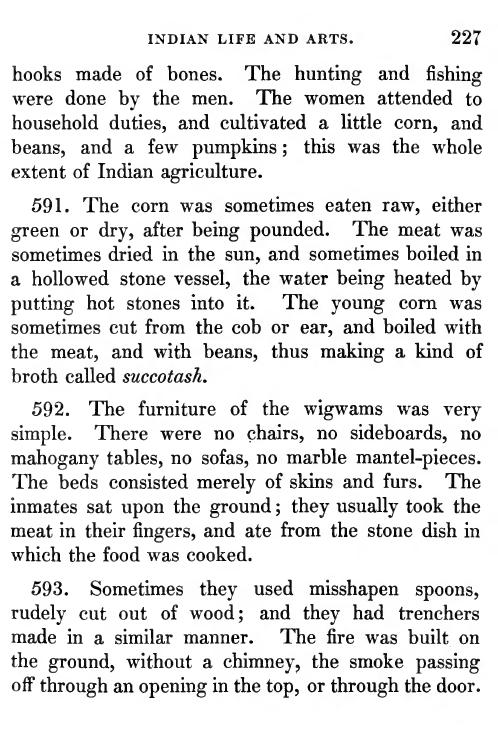 INDIAN LIFE AND ARTS. 227
hooks made of bones. The hunting and fishing
were done by the men. The women attended to
household duties, and cultivated a little corn, and
beans, and a few pumpkins; this was the whole
extent of Indian agriculture.
591. The corn was sometimes eaten raw, either
green or dry, after being pounded. The meat was
sometimes dried in the sun, and sometimes boiled in
a hollowed stone vessel, the water being heated by
putting hot stones into it. The young corn was
sometimes cut from the cob or ear, and boiled with
the meat, and with beans, thus making a kind of
broth called succotash.
592. The furniture of the wigwams was very
simple. There were no chairs, no sideboards, no
mahogany tables, no sofas, no marble mantel-pieces.
The beds consisted merely of skins and furs. The
inmates sat upon the ground; they usually took the
meat in their fingers, and ate from the stone dish in
which the food was cooked.
593. Sometimes they used misshapen spoons,
rudely cut out of wood; and they had trenchers
made in a similar manner. The fire was built on
the ground, without a chimney, the smoke passing
off through an opening in the top, or through the door.